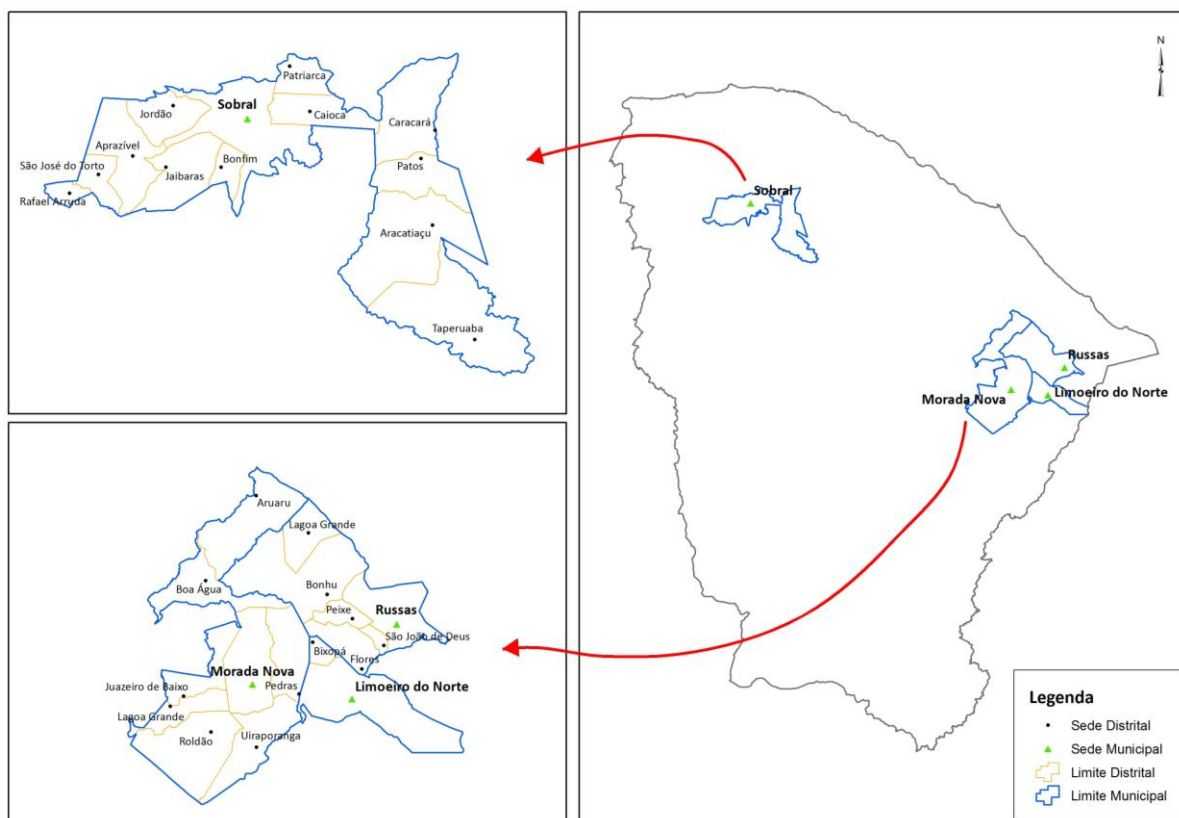 Patriarca
Jordão
Sobral
Caioca
Caracará
Aprazível
São José do Torto
Bonfim
Jaibaras
Patos
Rafael Arruda
Aracatiaçu
Taperuaba
Aruaru
Lagoa Grande
Boa Água
Bonhu
Peixe
Russas
São João de Deus
Bixopá
Flores
Morada Nova
Juazeiro de Baixo
Pedras
Limoeiro do Norte
Lagoa Grande
Roldão
Uiraporanga
N
Sobral
Russas
Morada Nova
Limoeiro do Norte
Legenda
Sede Distrital
Sede Municipal
Limite Distrital
Limite Municipal